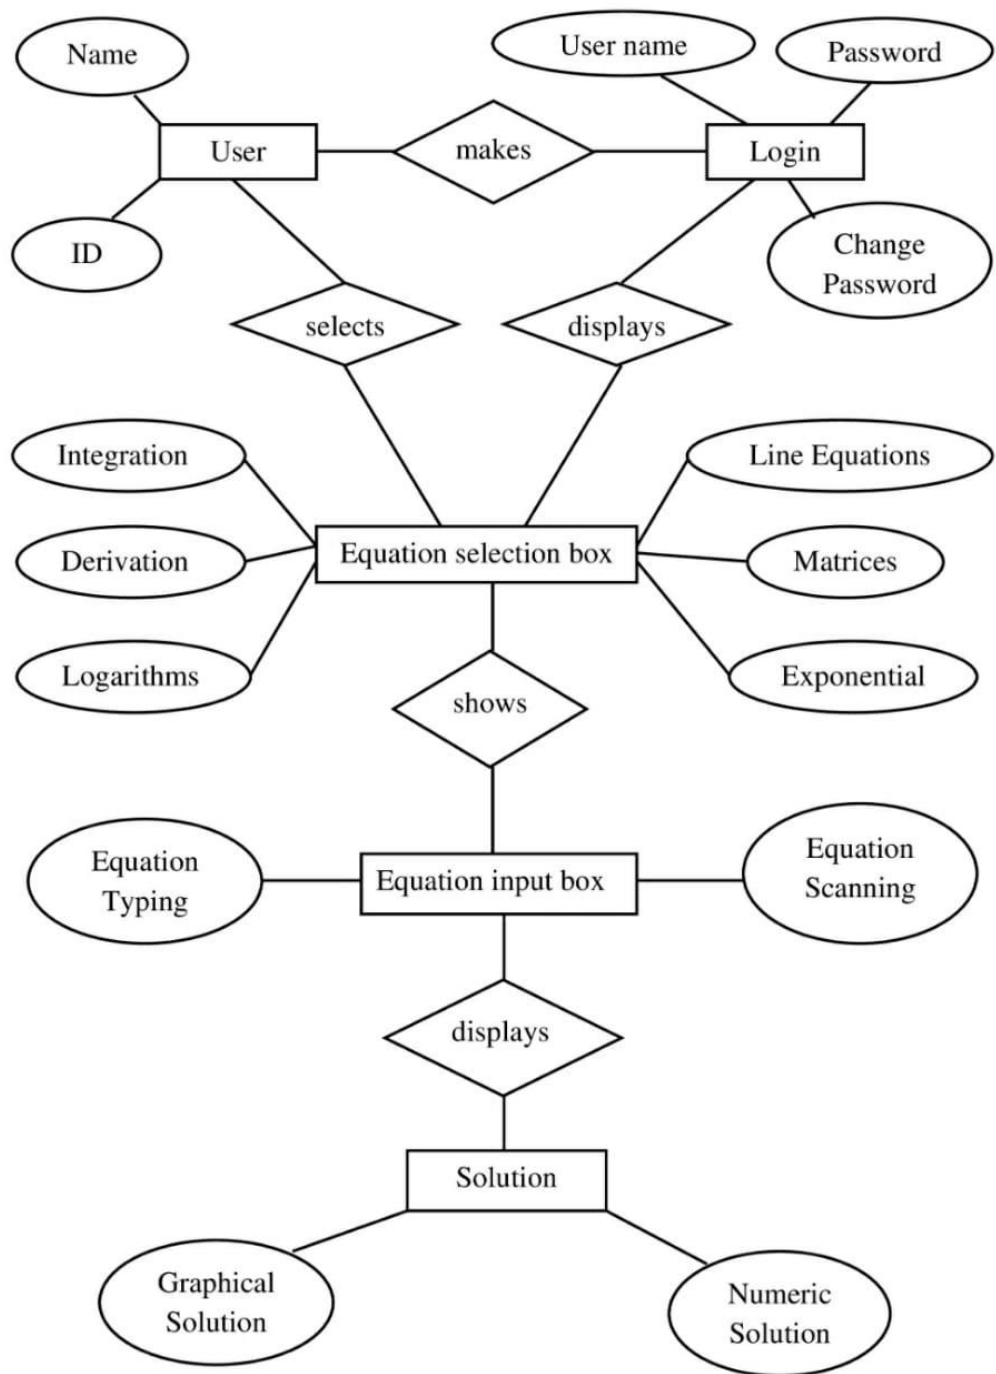 Name
User name
Password
User
makes
Login
ID
Change
Password
selects
displays
Integration
Line Equations
Equation selection box
Derivation
Matrices
Logarithms
Exponential
shows
Equation
Typing
Equation input box
Equation
Scanning
displays
Solution
Graphical
Solution
Numeric
Solution